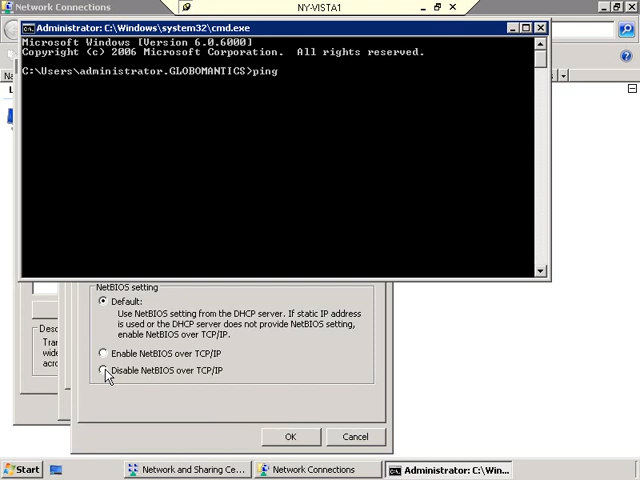 Network Connections
NY-VISTA1
Administrator: C:\Windows\system32\cmd.exe
Microsoft Windows [Version 6.0.6000]
Copyright (c) 2006 Microsoft Corporation.  All rights reserved.
C:\Users\administrator.GLOBOMANTICS>ping
Na
L
NetBIOS setting
Default:
Use NetBIOS setting from the DHCP server. If static IP address
is used or the DHCP server does not provide NetBIOS setting,
enable NetBIOS over TCP/IP.
Enable NetBIOS over TCP/IP
Disable NetBIOS over TCP/IP
Desc
Tran
wide
acro
OK
Cancel
Start
Network and Sharing Ce...
Network Connections
Administrator: C:\Win...